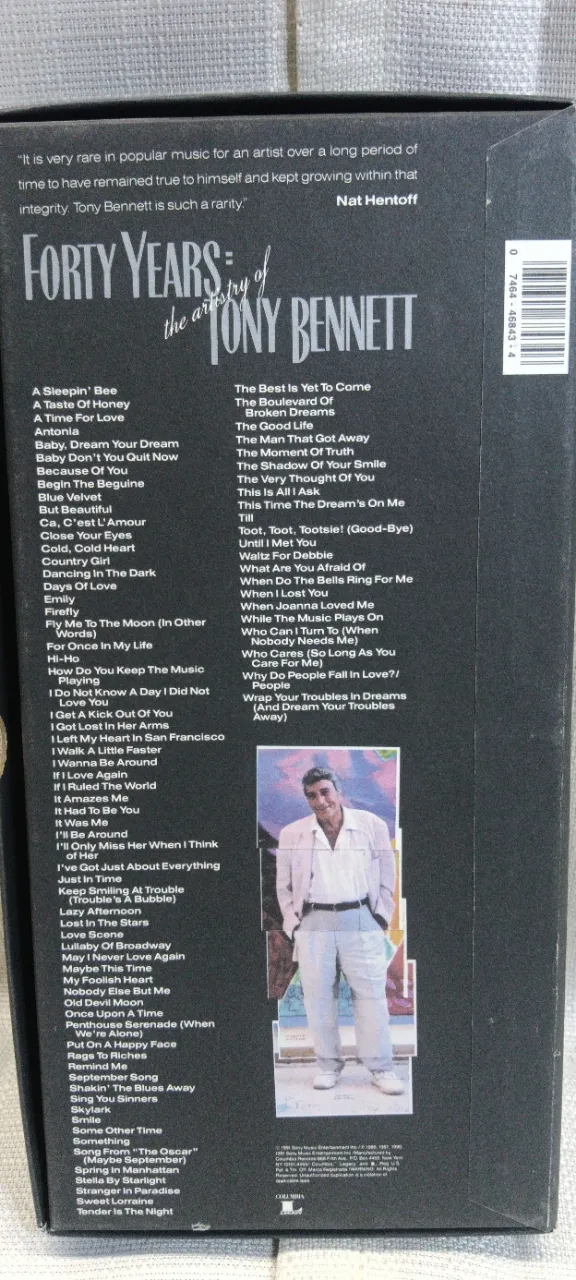 "It is very rare in popular music for an artist over a long period of
time to have remained true to himself and kept growing within that
integrity. Tony Bennett is such a rarity."
Nat Hentoff
FORTY YEARS:
the artistry of
TONY BENNETT
0 7464-46843-4
A Sleepin' Bee
A Taste Of Honey
A Time For Love
Antonia
Baby, Dream Your Dream
Baby Don't You Quit Now
Because Of You
Begin The Beguine
Blue Velvet
But Beautiful
Ca, C'est L'Amour
Close Your Eyes
Cold, Cold Heart
Country Girl
Dancing In The Dark
Days Of Love
Emily
Firefly
Fly Me To The Moon (In Other
Words)
For Once In My Life
Hi-Ho
How Do You Keep The Music
Playing
I Do Not Know A Day I Did Not
Love You
I Get A Kick Out Of You
I Got Lost In Her Arms
I Left My Heart In San Francisco
I Walk A Little Faster
I Wanna Be Around
If I Love Again
If I Ruled The World
It Amazes Me
It Had To Be You
It Was Me
I'll Be Around
I'll Only Miss Her When I Think
of Her
I've Got Just About Everything
Just In Time
Keep Smiling At Trouble
(Trouble's A Bubble)
Lazy Afternoon
Lost In The Stars
Love Scene
Lullaby Of Broadway
May I Never Love Again
Maybe This Time
My Foolish Heart
Nobody Else But Me
Old Devil Moon
Once Upon A Time
Penthouse Serenade (When
We're Alone)
Put On A Happy Face
Rags To Riches
Remind Me
September Song
Shakin' The Blues Away
Sing You Sinners
Skylark
Smile
Some Other Time
Something
Song From "The Oscar"
(Maybe September)
Spring in Manhattan
Stella By Starlight
Stranger In Paradise
Sweet Lorraine
Tender Is The Night
The Best Is Yet To Come
The Boulevard Of
Broken Dreams
The Good Life
The Man That Got Away
The Moment Of Truth
The Shadow Of Your Smile
The Very Thought Of You
This Is All I Ask
This Time The Dream's On Me
Till
Toot, Toot, Tootsie! (Good-Bye)
Until I Met You
Waltz For Debbie
What Are You Afraid Of
When Do The Bells Ring For Me
When I Lost You
When Joanna Loved Me
While The Music Plays On
Who Can I Turn To (When
Nobody Needs Me)
Who Cares (So Long As You
Care For Me)
Why Do People Fall In Love?/
People
Wrap Your Troubles In Dreams
(And Dream Your Troubles
Away)
COLUMBIA